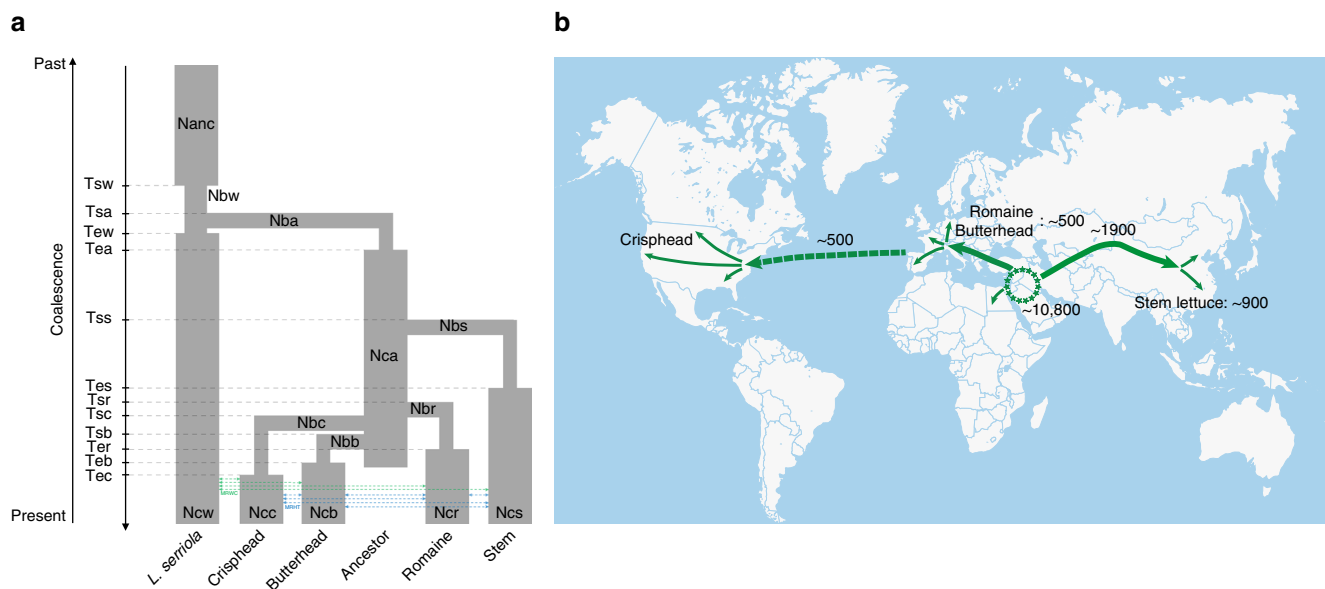 a
Past
Coalescence
Present
Tsw
Tsa
Tew
Tea
Tss
Tes
Tsr
Tsc
Tsb
Ter
Teb
Tec
Nanc
Nbw
Nba
Nbs
Nca
Nbr
Nbc
Nbb
MRWC
MRHT
Ncw
Ncc
Ncb
Ncr
Ncs
L. serriola
Crisphead
Butterhead
Ancestor
Romaine
Stem
b
Crisphead
~500
Romaine
Butterhead
: ~500
~1900
~10,800
Stem lettuce: ~900